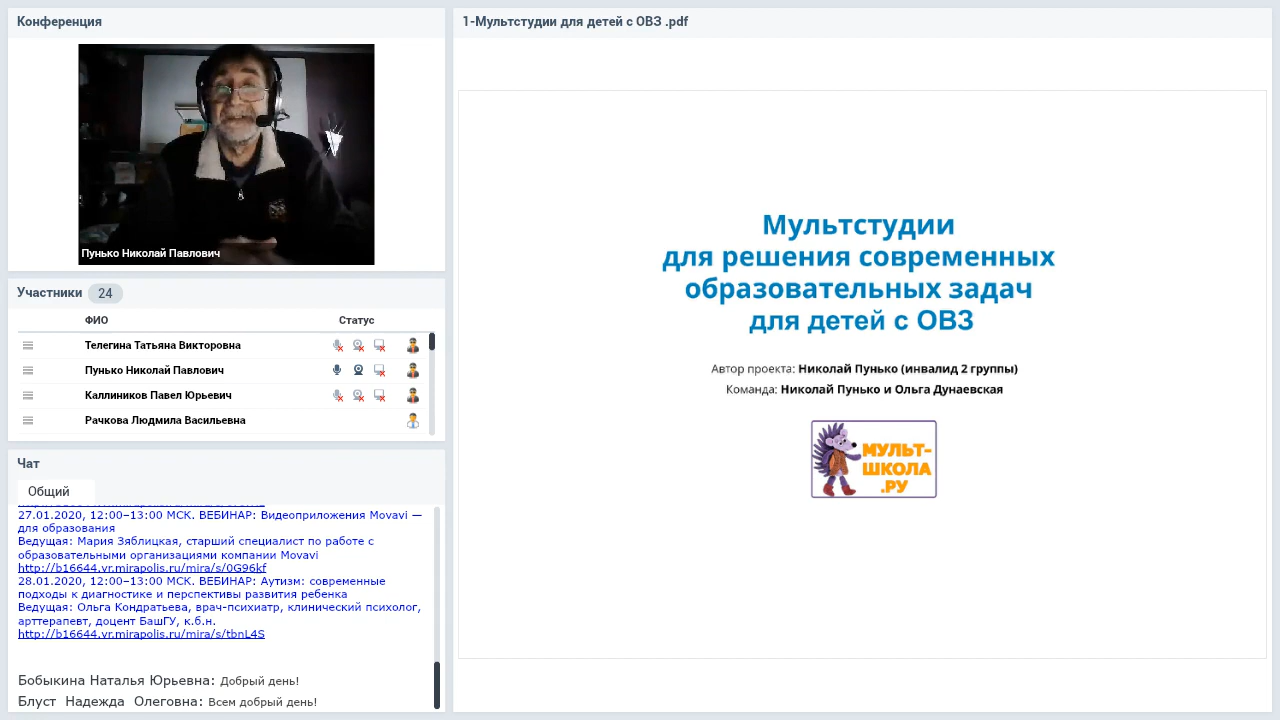 Конференция
Пунько Николай Павлович
Участники 24
ФИО Статус
Телегина Татьяна Викторовна
Пунько Николай Павлович
Каллиников Павел Юрьевич
Рачкова Людмила Васильевна
Чат
Общий
27.01.2020, 12:00–13:00 МСК. ВЕБИНАР: Видеоприложения Movavi —
для образования
Ведущая: Мария Зяблицкая, старший специалист по работе с
образовательными организациями компании Movavi
http://b16644.vr.mirapolis.ru/mira/s/0G96kf
28.01.2020, 12:00–13:00 МСК. ВЕБИНАР: Аутизм: современные
подходы к диагностике и перспективы развития ребенка
Ведущая: Ольга Кондратьева, врач-психиатр, клинический психолог,
арттерапевт, доцент БашГУ, к.б.н.
http://b16644.vr.mirapolis.ru/mira/s/tbnL4S
Бобыкина Наталья Юрьевна: Добрый день!
Блуст Надежда Олеговна: Всем добрый день!
1-Мультстудии для детей с ОВЗ .pdf
Мультстудии
для решения современных
образовательных задач
для детей с ОВЗ
Автор проекта: Николай Пунько (инвалид 2 группы)
Команда: Николай Пунько и Ольга Дунаевская
МУЛЬТ-
ШКОЛА
.РУ